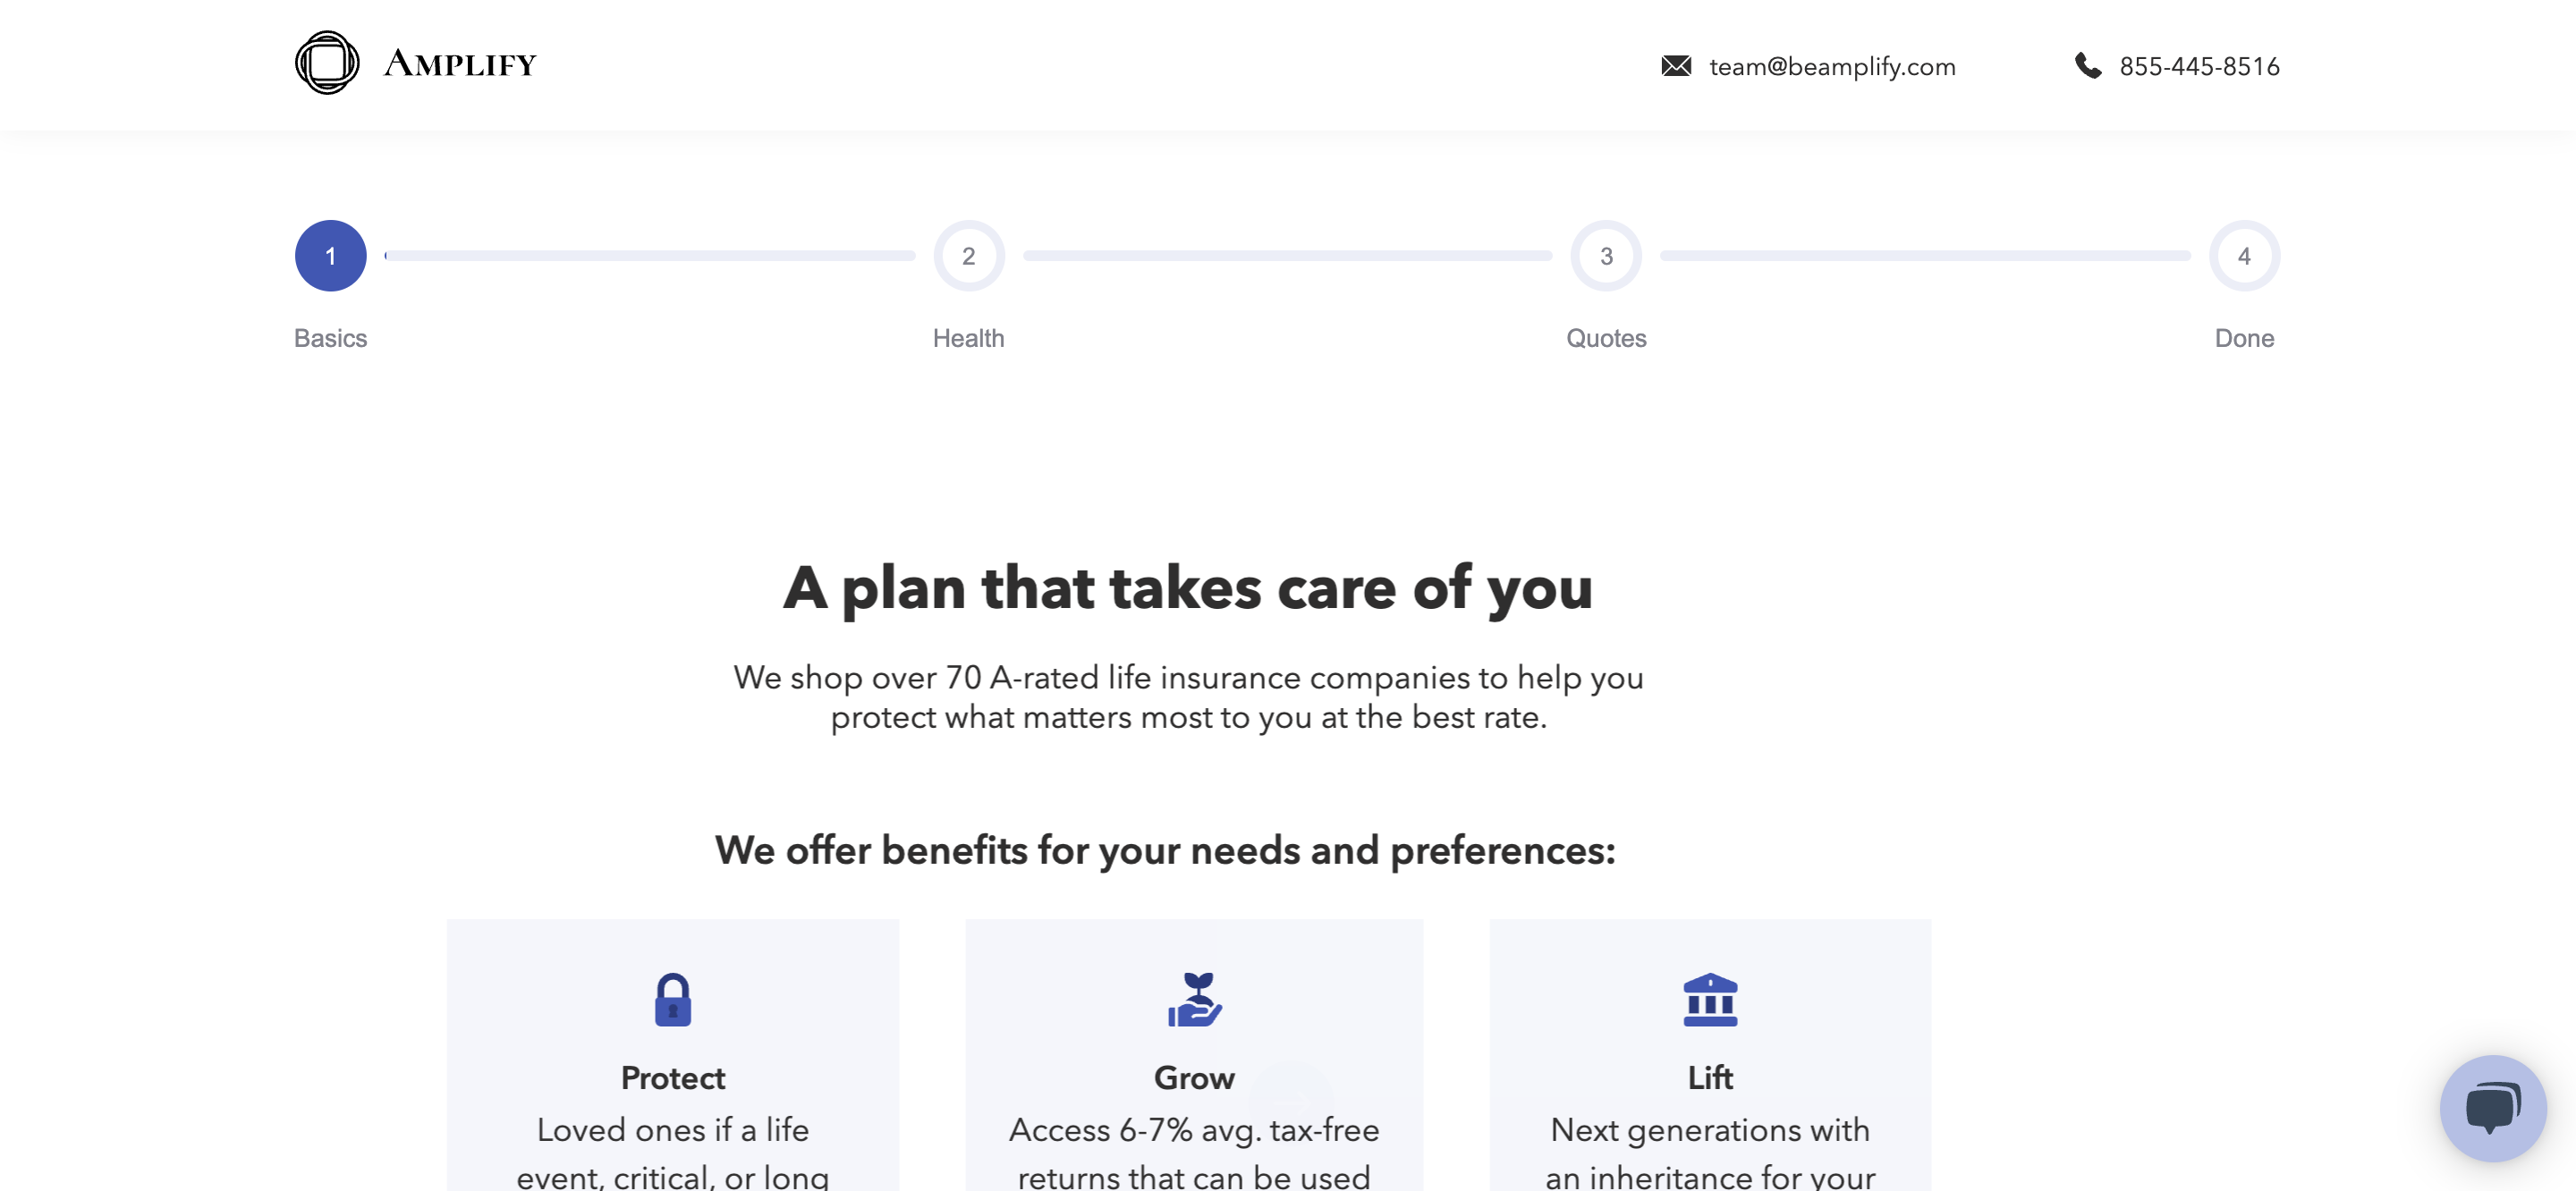 AMPLIFY
team@beamplify.com
855-445-8516
1
2
3
4
Basics
Health
Quotes
Done
A plan that takes care of you
We shop over 70 A-rated life insurance companies to help you
protect what matters most to you at the best rate.
We offer benefits for your needs and preferences:
Protect
Loved ones if a life
event, critical, or long
Grow
Access 6-7% avg. tax-free
returns that can be used
Lift
Next generations with
an inheritance for your